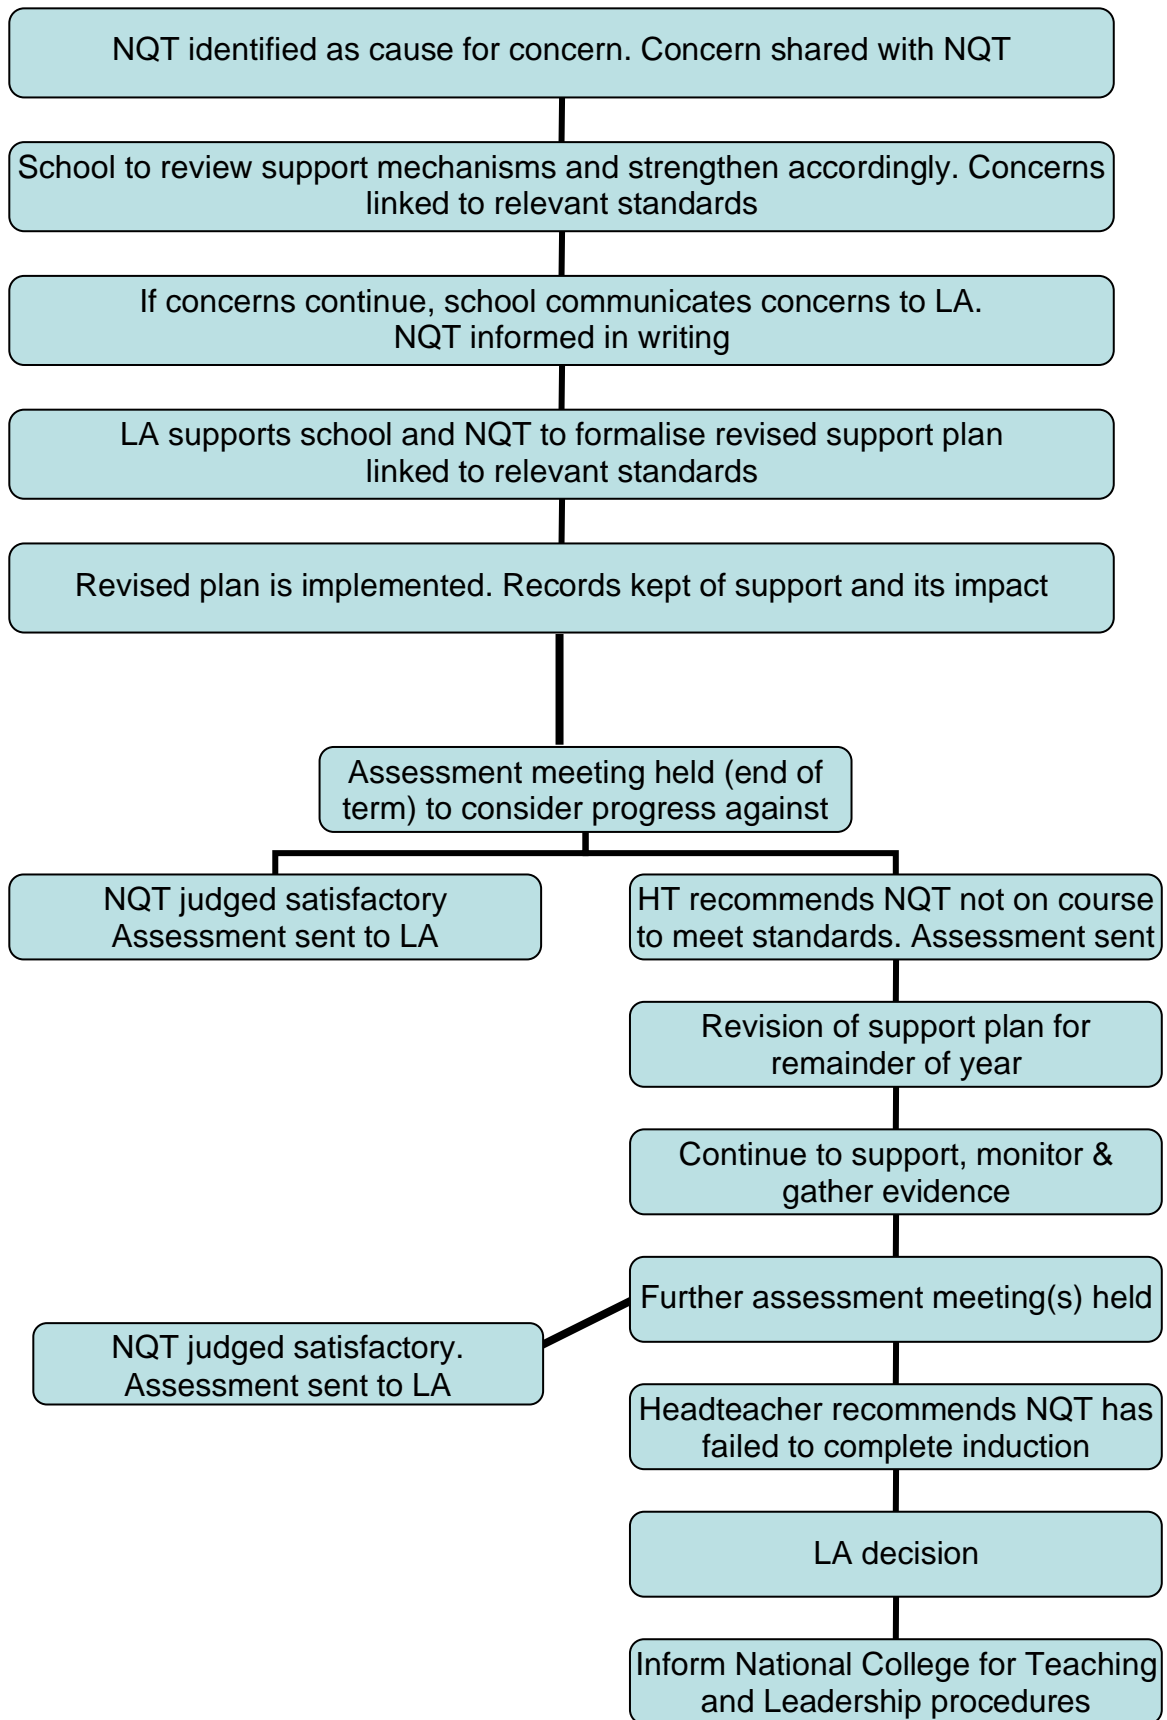 NQT identified as cause for concern. Concern shared with NQT
School to review support mechanisms and strengthen accordingly. Concerns
linked to relevant standards
If concerns continue, school communicates concerns to LA.
NQT informed in writing
LA supports school and NQT to formalise revised support plan
linked to relevant standards
Revised plan is implemented. Records kept of support and its impact
Assessment meeting held (end of
term) to consider progress against
NQT judged satisfactory
Assessment sent to LA
HT recommends NQT not on course
to meet standards. Assessment sent
Revision of support plan for
remainder of year
Continue to support, monitor &
gather evidence
Further assessment meeting(s) held
NQT judged satisfactory.
Assessment sent to LA
Headteacher recommends NQT has
failed to complete induction
LA decision
Inform National College for Teaching
and Leadership procedures